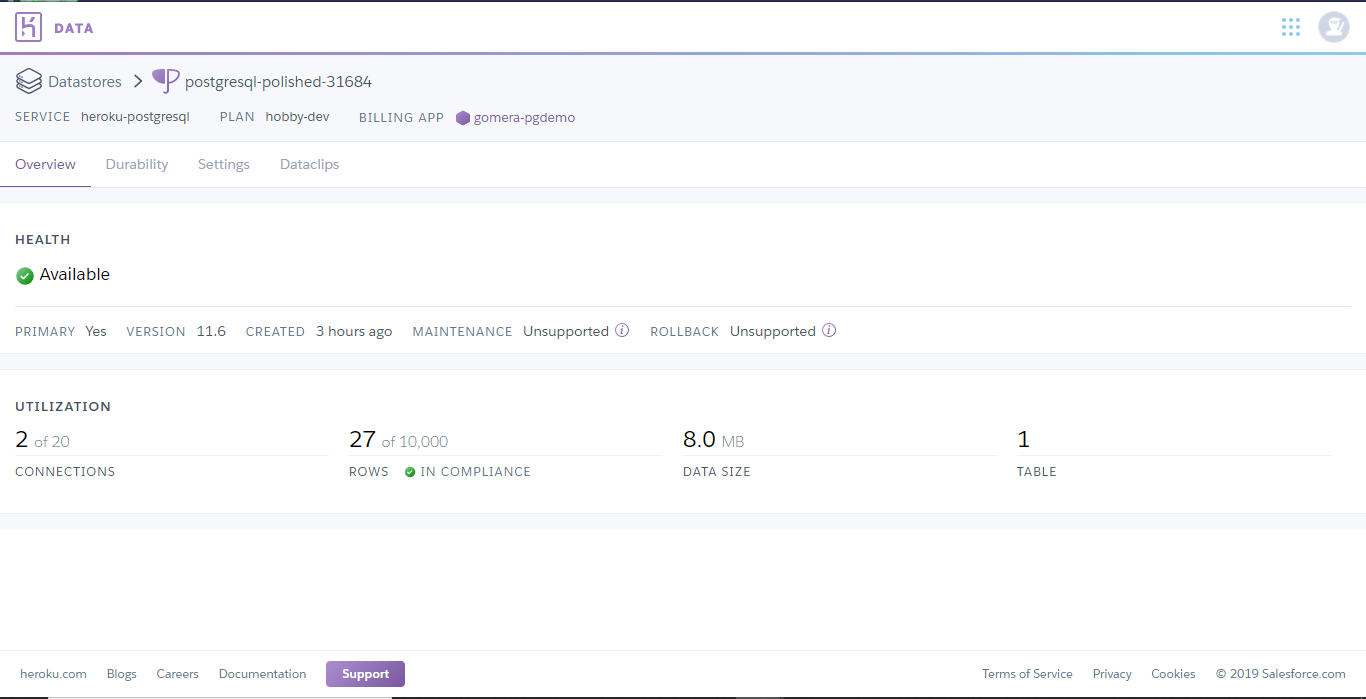 DATA
Datastores postgresql-polished-31684
SERVICE heroku-postgresql PLAN hobby-dev BILLING APP gomera-pgdemo
Overview Durability Settings Dataclips
HEALTH
Available
PRIMARY Yes VERSION 11.6 CREATED 3 hours ago MAINTENANCE Unsupported ROLLBACK Unsupported
UTILIZATION
2 of 20 27 of 10,000 8.0 MB 1
CONNECTIONS ROWS IN COMPLIANCE DATA SIZE TABLE
heroku.com Blogs Careers Documentation Support Terms of Service Privacy Cookies © 2019 Salesforce.com